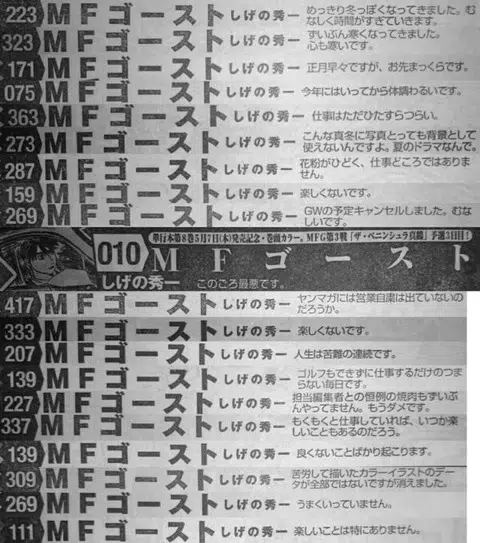 223 MFゴースト しげの秀一 めっきり冬っぽくなってきました。む
なしく時間がすぎていきます。
323 MFゴースト しげの秀一 ずいぶん寒くなってきました。
心も寒いです。
171 MFゴースト しげの秀一 正月早々ですが、お先まっくらです。
075 MFゴースト しげの秀一 今年にはいってから体調わるいです。
363 MFゴースト しげの秀一 仕事はただひたすらつらい。
273 MFゴースト しげの秀一 こんな真冬に写真とっても背景として
使えないんですよ。夏のドラマなんで。
287 MFゴースト しげの秀一 花粉がひどく、仕事どころではありま
せん。
159 MFゴースト しげの秀一 楽しくないです。
269 MFゴースト しげの秀一 GWの予定キャンセルしました。むな
しいです。
単行本第8巻5月7日(木)発売記念・巻頭カラー。MFG第3戦「ザ・ペニンシュラ真鶴」予選3日目!
010 MFゴースト
しげの秀一 このごろ最悪です。
417 MFゴースト しげの秀一 ヤンマガには営業自粛は出ていないの
だろうか。
333 MFゴースト しげの秀一 楽しくないです。
207 MFゴースト しげの秀一 人生は苦難の連続です。
139 MFゴースト しげの秀一 ゴルフもできずに仕事するだけのつま
らない毎日です。
227 MFゴースト しげの秀一 担当編集者との恒例の焼肉もずいぶ
んやってません。もうダメです。
337 MFゴースト しげの秀一 もくもくと仕事していれば、いつか楽
しいこともあるのだろう。
139 MFゴースト しげの秀一 良くないことばかり起こります。
309 MFゴースト しげの秀一 苦労して描いたカラーイラストのデー
タが全部ではないですが消えました。
269 MFゴースト しげの秀一 うまくいっていません。
111 MFゴースト しげの秀一 楽しいことは特にありません。